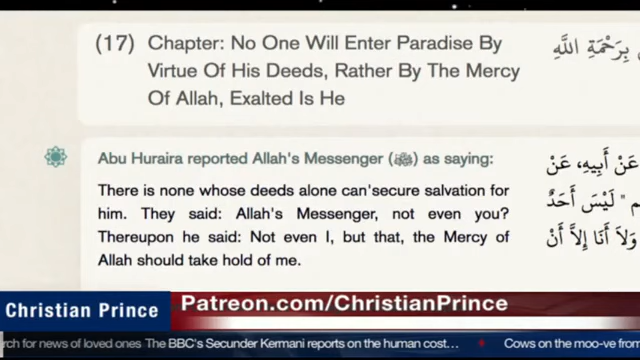 (17) Chapter: No One Will Enter Paradise By
Virtue Of His Deeds, Rather By The Mercy
Of Allah, Exalted Is He
بِرَحْمَةِ اللَّهِ
Abu Huraira reported Allah's Messenger (ﷺ) as saying:
عَنْ أَبِيهِ، عَنْ
There is none whose deeds alone can'secure salvation for
him. They said: Allah's Messenger, not even you?
" لَيْسَ أَحَدٌ
Thereupon he said: Not even I, but that, the Mercy of
وَلاَ أَنَا إِلاَّ أَنْ
Allah should take hold of me.
Christian Prince
Patreon.com/ChristianPrince
rch for news of loved ones The BBC's Secunder Kermani reports on the human cost... Cows on the moo-ve from